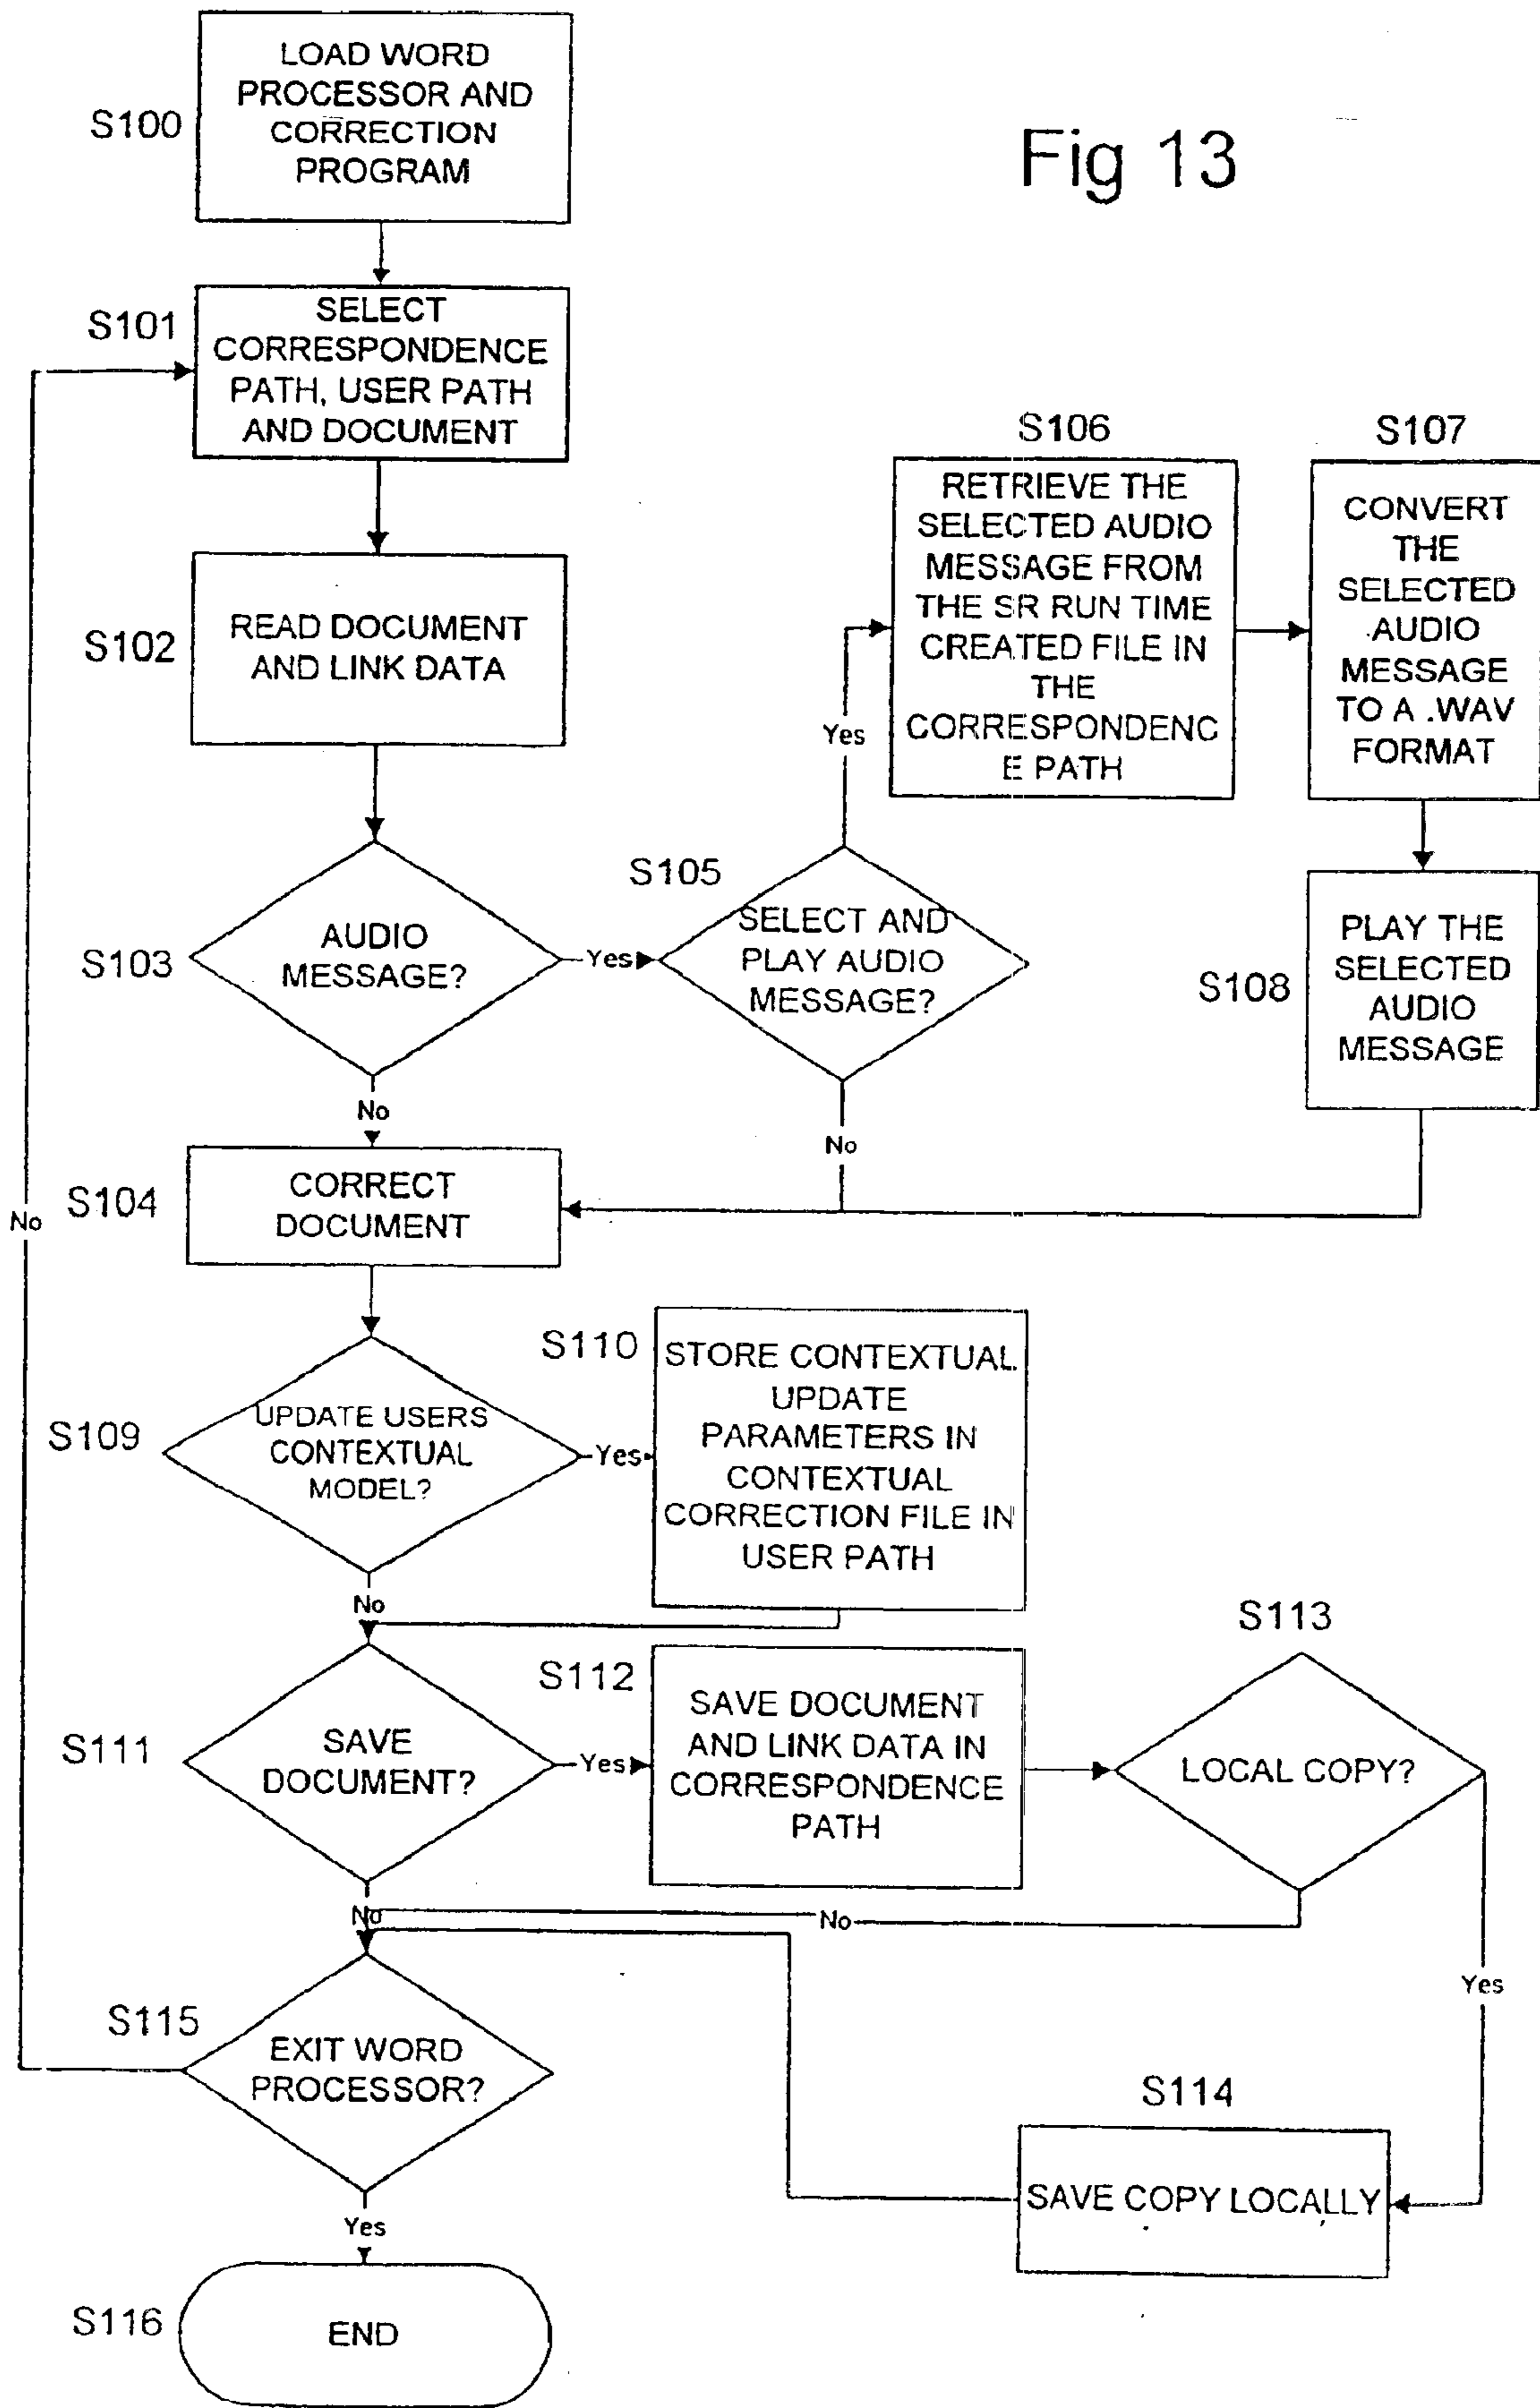 Fig 13
S100
LOAD WORD
PROCESSOR AND
CORRECTION
PROGRAM
S101
SELECT
CORRESPONDENCE
PATH, USER PATH
AND DOCUMENT
S102
READ DOCUMENT
AND LINK DATA
S103
AUDIO
MESSAGE?
Yes
No
S105
SELECT AND
PLAY AUDIO
MESSAGE?
Yes
No
S106
RETRIEVE THE
SELECTED AUDIO
MESSAGE FROM
THE SR RUN TIME
CREATED FILE IN
THE
CORRESPONDENC
E PATH
S107
CONVERT
THE
SELECTED
AUDIO
MESSAGE
TO A .WAV
FORMAT
S108
PLAY THE
SELECTED
AUDIO
MESSAGE
S104
CORRECT
DOCUMENT
No
S109
UPDATE USERS
CONTEXTUAL
MODEL?
Yes
No
S110
STORE CONTEXTUAL
UPDATE
PARAMETERS IN
CONTEXTUAL
CORRECTION FILE IN
USER PATH
S111
SAVE
DOCUMENT?
Yes
No
S112
SAVE DOCUMENT
AND LINK DATA IN
CORRESPONDENCE
PATH
S113
LOCAL COPY?
No
Yes
S114
SAVE COPY LOCALLY
S115
EXIT WORD
PROCESSOR?
Yes
S116
END